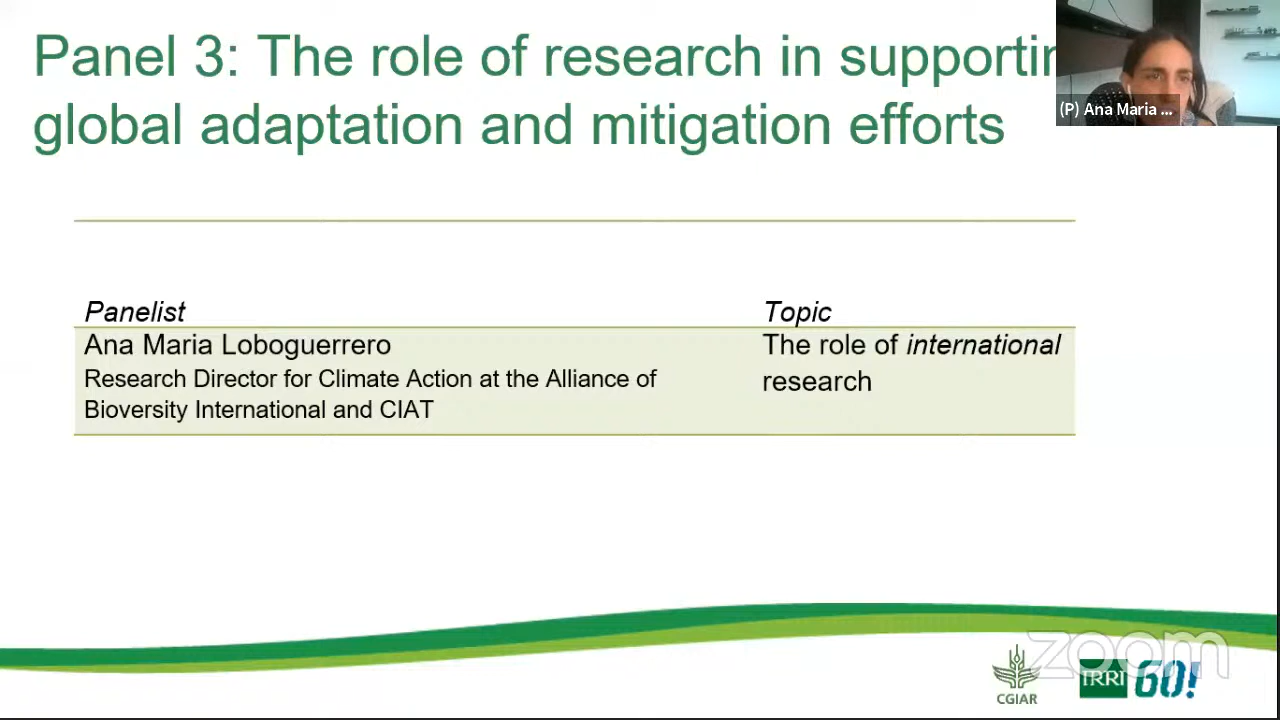 Panel 3: The role of research in supportin
global adaptation and mitigation efforts
(P) Ana Maria ...
Panelist
Topic
Ana Maria Loboguerrero
The role of international
research
Research Director for Climate Action at the Alliance of
Bioversity International and CIAT
zoom
CGIAR
IRRI 60!